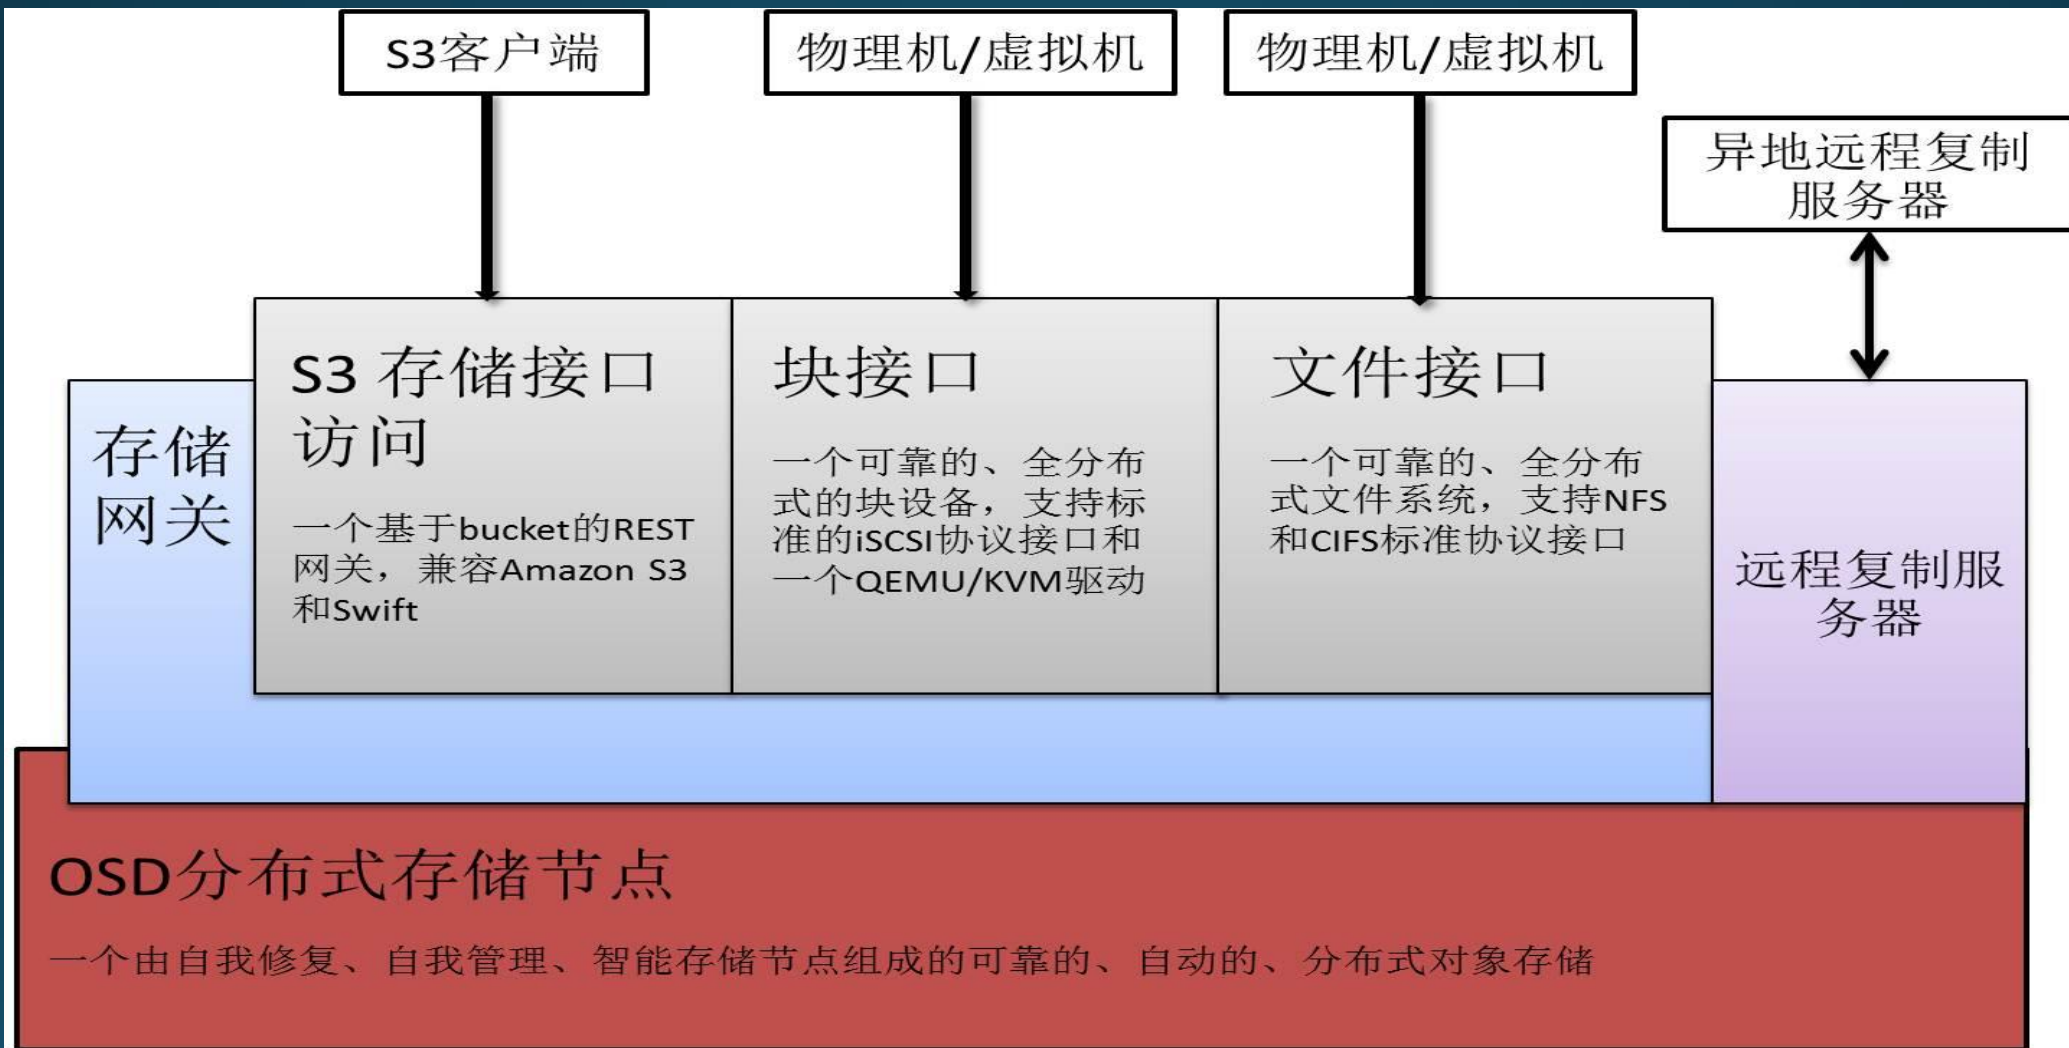 S3客户端
物理机/虚拟机
物理机/虚拟机
异地远程复制
服务器
存储
网关
S3 存储接口
访问
一个基于bucket的REST
网关，兼容Amazon S3
和Swift
块接口
一个可靠的、全分布
式的块设备，支持标
准的iSCSI协议接口和
一个QEMU/KVM驱动
文件接口
一个可靠的、全分布
式文件系统，支持NFS
和CIFS标准协议接口
远程复制服
务器
OSD分布式存储节点
一个由自我修复、自我管理、智能存储节点组成的可靠的、自动的、分布式对象存储